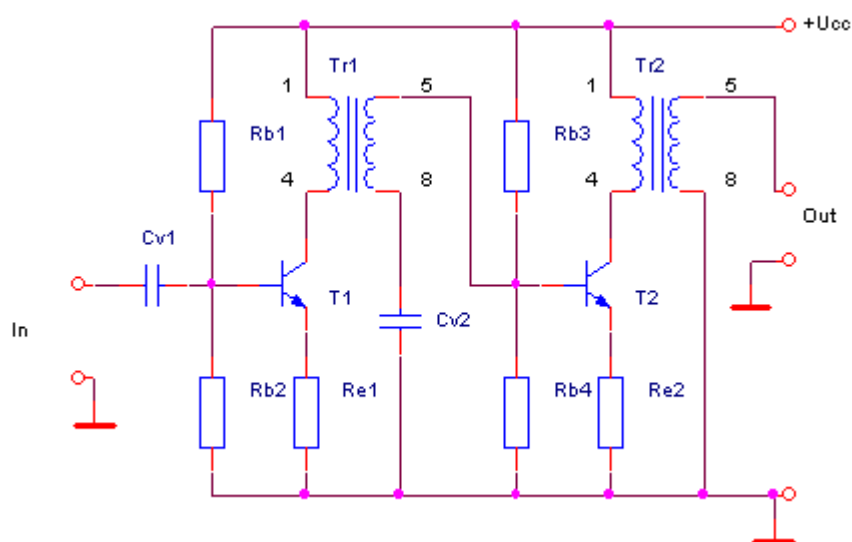 +Ucc
Tr1
Tr2
1
5
1
5
Rb1
Rb3
4
8
4
8
Out
Cv1
T1
T2
Cv2
In
Rb2
Re1
Rb4
Re2